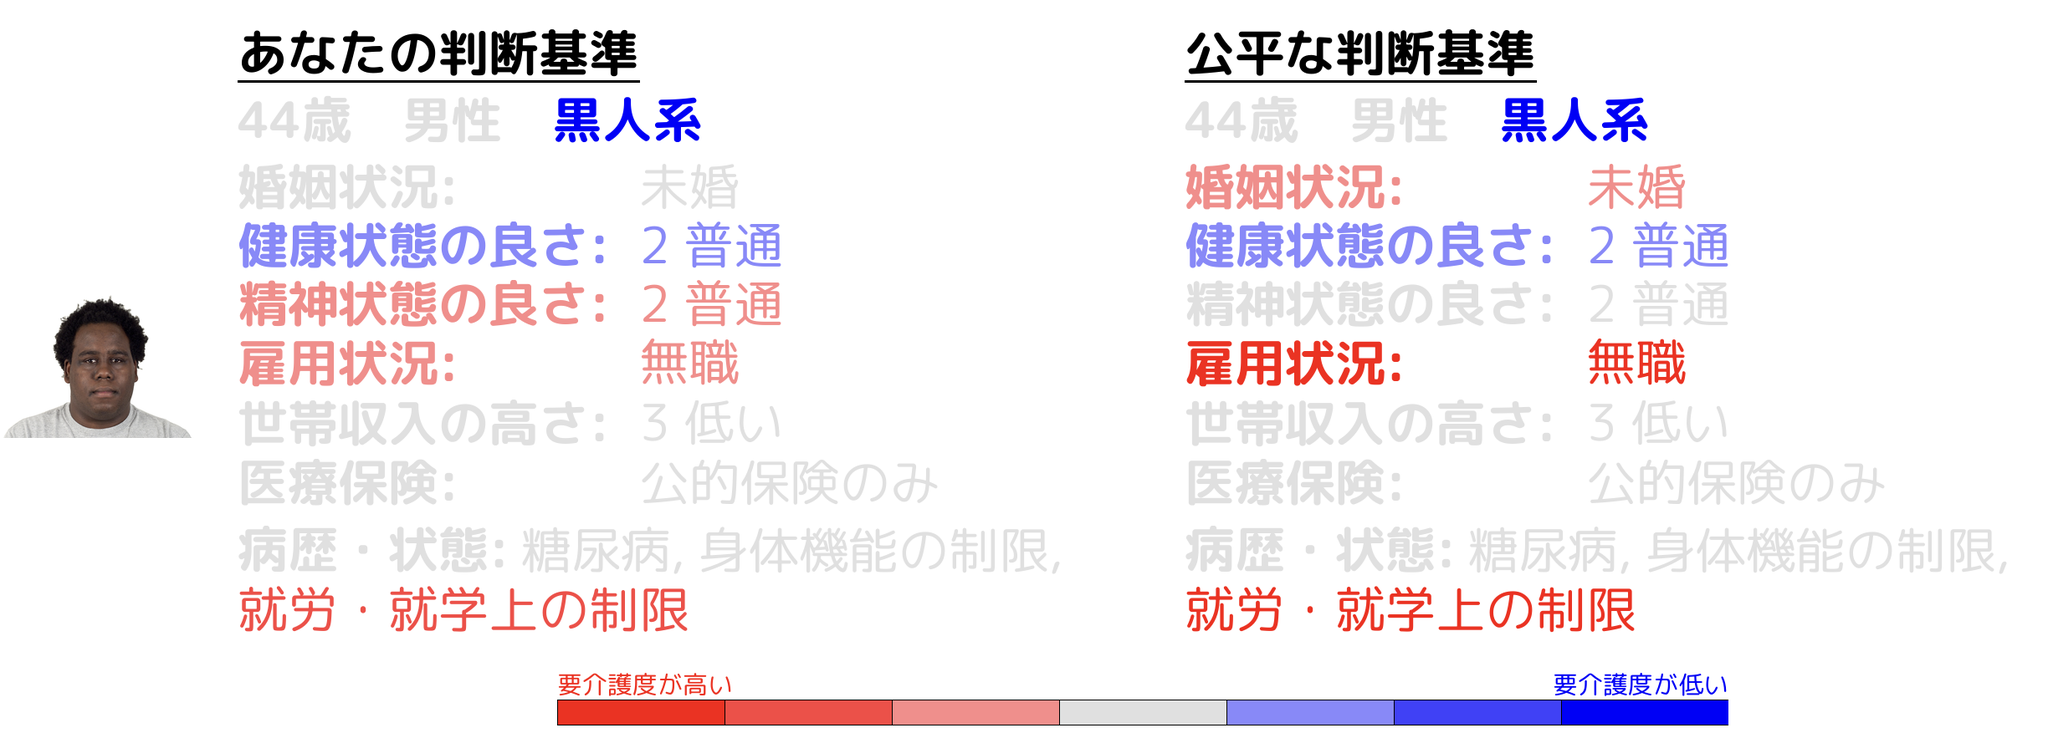 あなたの判断基準
44歳　男性　黒人系
婚姻状況: 未婚
健康状態の良さ: 2 普通
精神状態の良さ: 2 普通
雇用状況: 無職
世帯収入の高さ: 3 低い
医療保険: 公的保険のみ
病歴・状態: 糖尿病, 身体機能の制限,
就労・就学上の制限
公平な判断基準
44歳　男性　黒人系
婚姻状況: 未婚
健康状態の良さ: 2 普通
精神状態の良さ: 2 普通
雇用状況: 無職
世帯収入の高さ: 3 低い
医療保険: 公的保険のみ
病歴・状態: 糖尿病, 身体機能の制限,
就労・就学上の制限
要介護度が高い
要介護度が低い